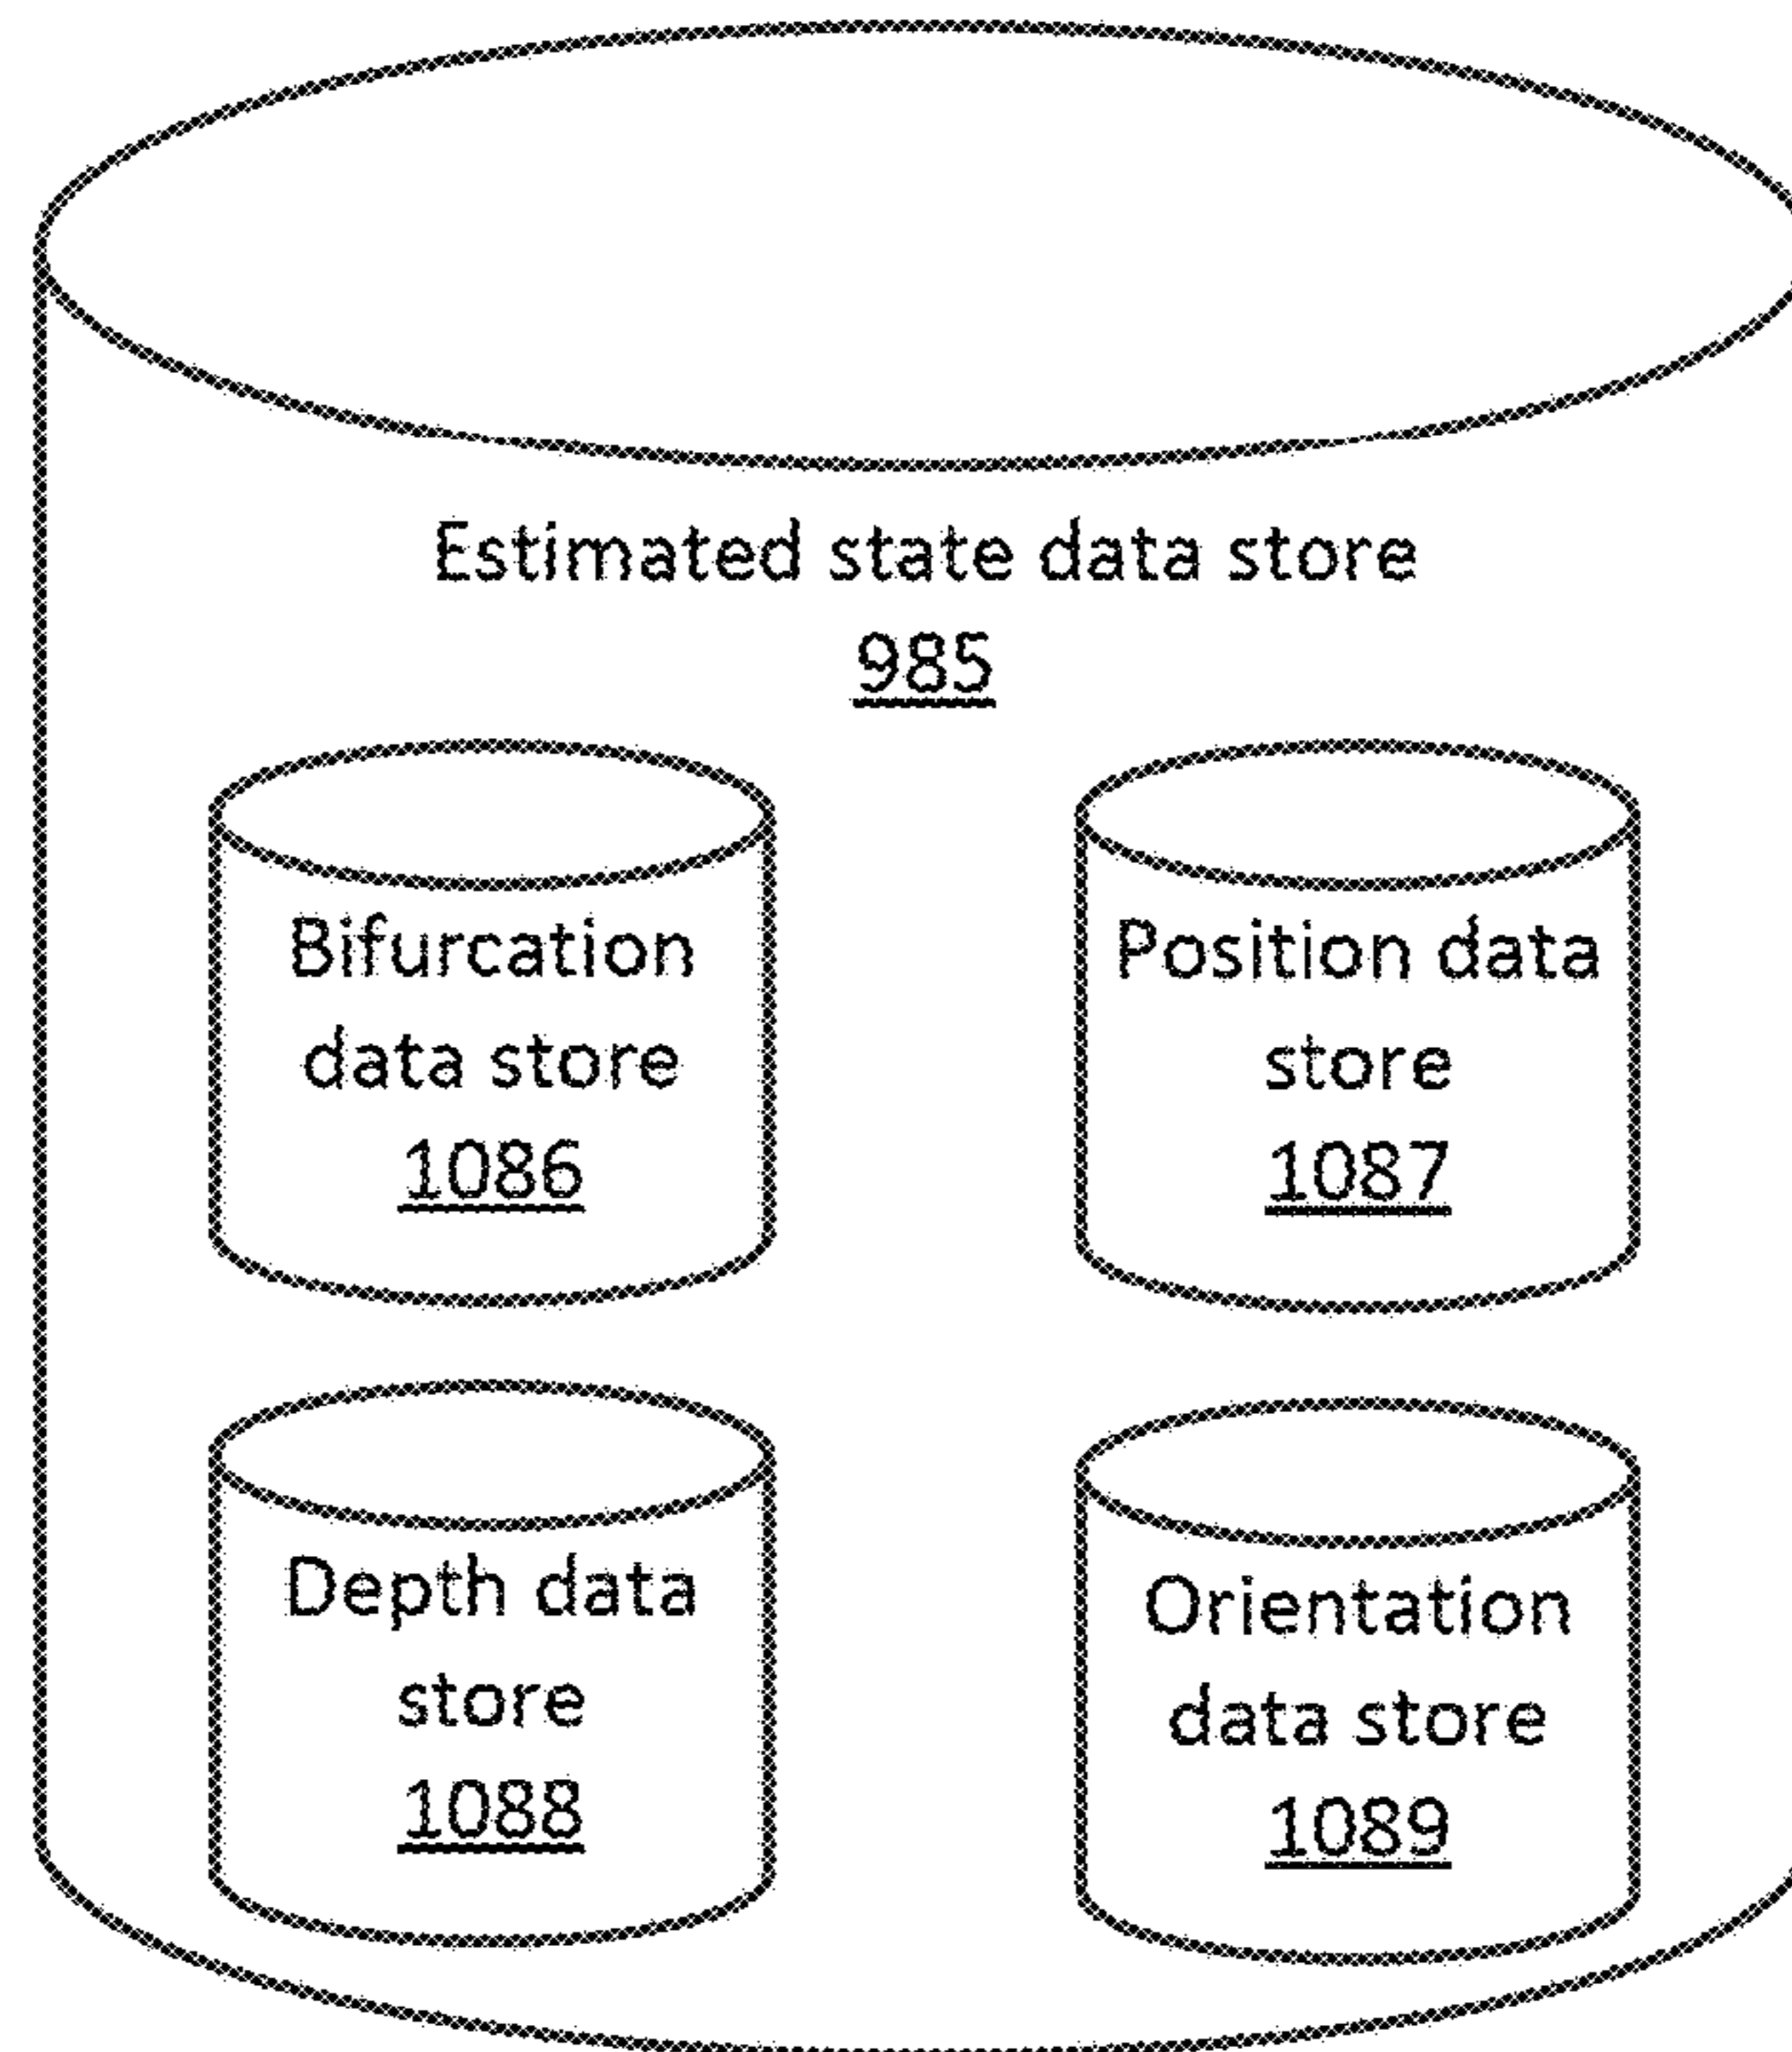 Estimated state data store
985
Bifurcation
data store
1086
Position data
store
1087
Depth data
store
1088
Orientation
data store
1089